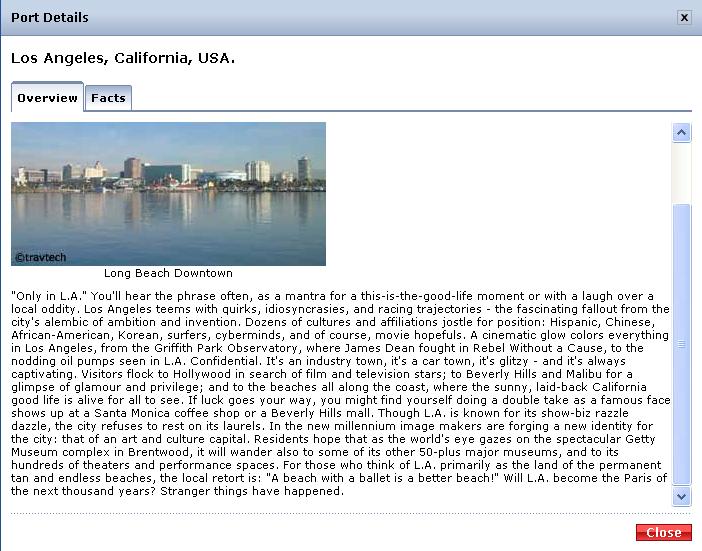 Port Details
x
Los Angeles, California, USA.
Overview
Facts
©travtech
Long Beach Downtown
"Only in L.A." You'll hear the phrase often, as a mantra for a this-is-the-good-life moment or with a laugh over a
local oddity. Los Angeles teems with quirks, idiosyncrasies, and racing trajectories - the fascinating fallout from the
city's alembic of ambition and invention. Dozens of cultures and affiliations jostle for position: Hispanic, Chinese,
African-American, Korean, surfers, cyberminds, and of course, movie hopefuls. A cinematic glow colors everything
in Los Angeles, from the Griffith Park Observatory, where James Dean fought in Rebel Without a Cause, to the
nodding oil pumps seen in L.A. Confidential. It's an industry town, it's a car town, it's glitzy - and it's always
captivating. Visitors flock to Hollywood in search of film and television stars; to Beverly Hills and Malibu for a
glimpse of glamour and privilege; and to the beaches all along the coast, where the sunny, laid-back California
good life is alive for all to see. If luck goes your way, you might find yourself doing a double take as a famous face
shows up at a Santa Monica coffee shop or a Beverly Hills mall. Though L.A. is known for its show-biz razzle
dazzle, the city refuses to rest on its laurels. In the new millennium image makers are forging a new identity for
the city: that of an art and culture capital. Residents hope that as the world's eye gazes on the spectacular Getty
Museum complex in Brentwood, it will wander also to some of its other 50-plus major museums, and to its
hundreds of theaters and performance spaces. For those who think of L.A. primarily as the land of the permanent
tan and endless beaches, the local retort is: "A beach with a ballet is a better beach!" Will L.A. become the Paris of
the next thousand years? Stranger things have happened.
Close